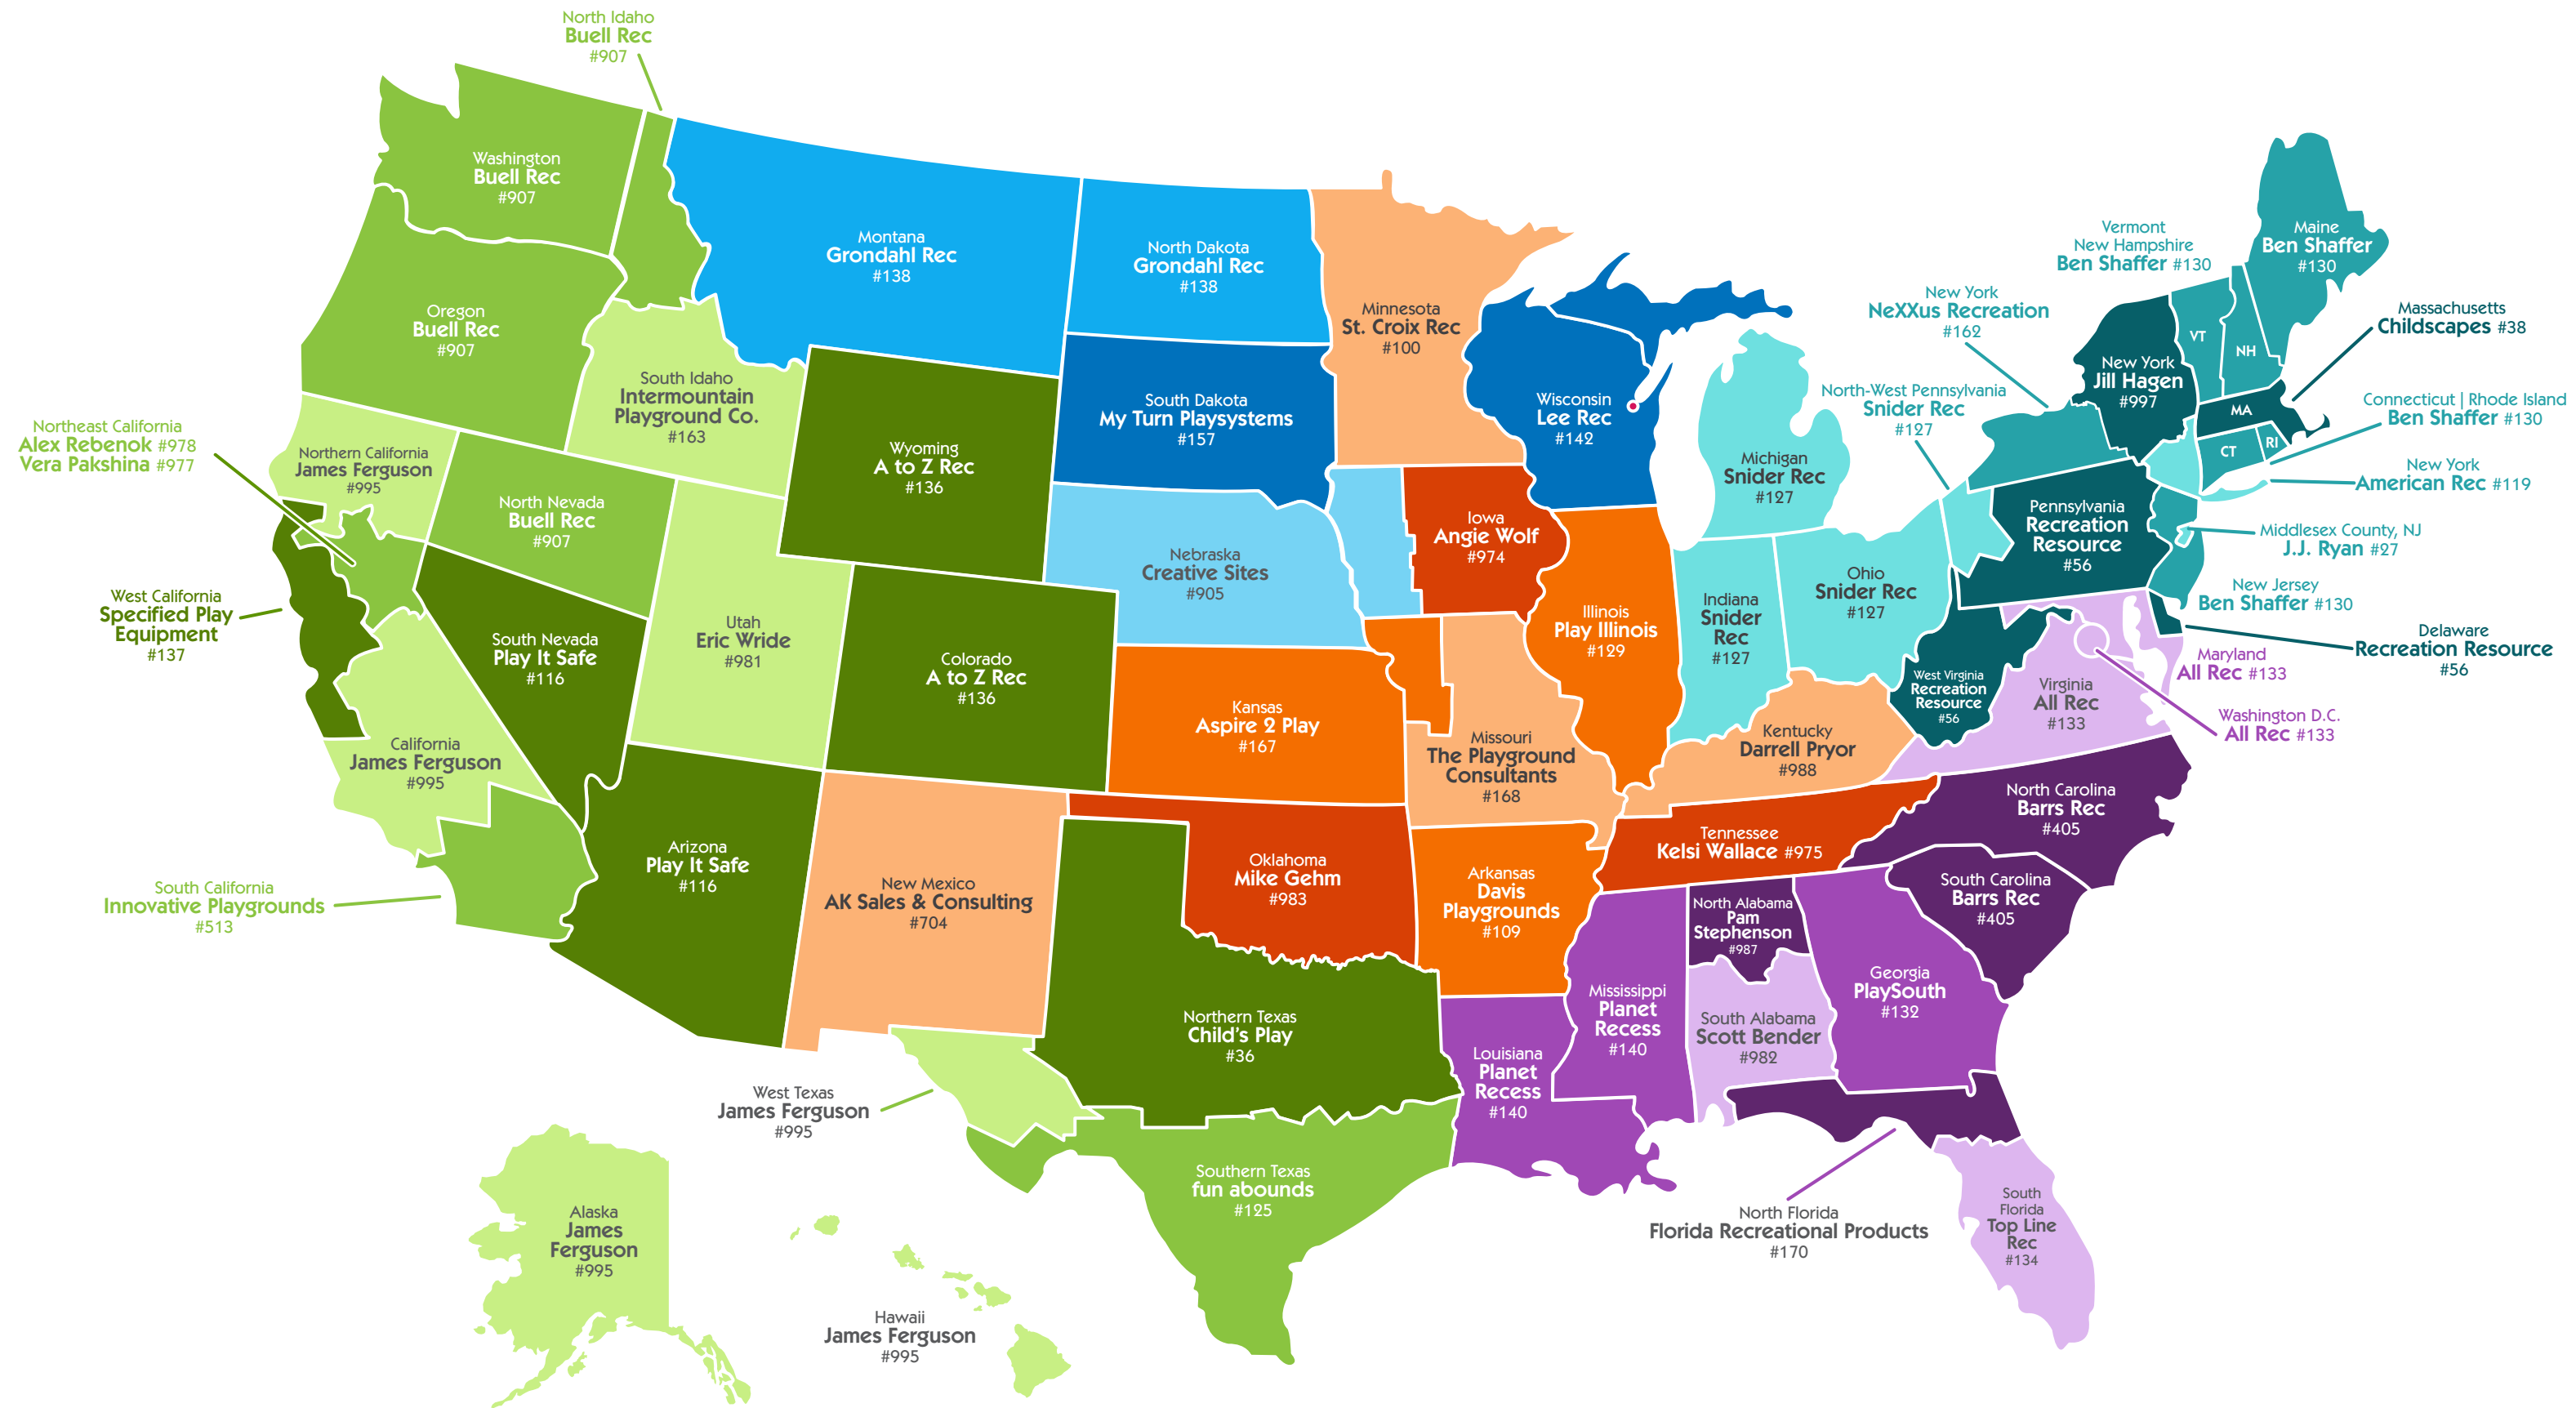 North Idaho
Buell Rec
#907
Washington
Buell Rec
#907
Oregon
Buell Rec
#907
Montana
Grondahl Rec
#138
North Dakota
Grondahl Rec
#138
Minnesota
St. Croix Rec
#100
South Idaho
Intermountain
Playground Co.
#163
Wyoming
A to Z Rec
#136
South Dakota
My Turn Playsystems
#157
Wisconsin
Lee Rec
#142
Michigan
Snider Rec
#127
Northeast California
Alex Rebenok #978
Vera Pakshina #977
Northern California
James Ferguson
#995
North Nevada
Buell Rec
#907
Nebraska
Creative Sites
#905
Iowa
Angie Wolf
#974
West California
Specified Play
Equipment
#137
South Nevada
Play It Safe
#116
Utah
Eric Wride
#981
Colorado
A to Z Rec
#136
Kansas
Aspire 2 Play
#167
Missouri
The Playground
Consultants
#168
Illinois
Play Illinois
#129
Indiana
Snider
Rec
#127
Ohio
Snider Rec
#127
Kentucky
Darrell Pryor
#988
California
James Ferguson
#995
South California
Innovative Playgrounds
#513
Arizona
Play It Safe
#116
New Mexico
AK Sales & Consulting
#704
Oklahoma
Mike Gehm
#983
Arkansas
Davis
Playgrounds
#109
Tennessee
Kelsi Wallace #975
Northern Texas
Child's Play
#36
West Texas
James Ferguson
#995
Southern Texas
fun abounds
#125
Louisiana
Planet
Recess
#140
Mississippi
Planet
Recess
#140
North Alabama
Pam
Stephenson
#987
South Alabama
Scott Bender
#982
Georgia
PlaySouth
#132
North Carolina
Barrs Rec
#405
South Carolina
Barrs Rec
#405
North Florida
Florida Recreational Products
#170
South
Florida
Top Line
Rec
#134
Alaska
James
Ferguson
#995
Hawaii
James Ferguson
#995
Vermont
New Hampshire
Ben Shaffer #130
Maine
Ben Shaffer
#130
New York
NeXXus Recreation
#162
New York
Jill Hagen
#997
VT
NH
MA
CT
RI
Massachusetts
Childscapes #38
North-West Pennsylvania
Snider Rec
#127
Connecticut | Rhode Island
Ben Shaffer #130
New York
American Rec #119
Pennsylvania
Recreation
Resource
#56
Middlesex County, NJ
J.J. Ryan #27
New Jersey
Ben Shaffer #130
Delaware
Recreation Resource
#56
Maryland
All Rec #133
Washington D.C.
All Rec #133
West Virginia
Recreation
Resource
#56
Virginia
All Rec
#133